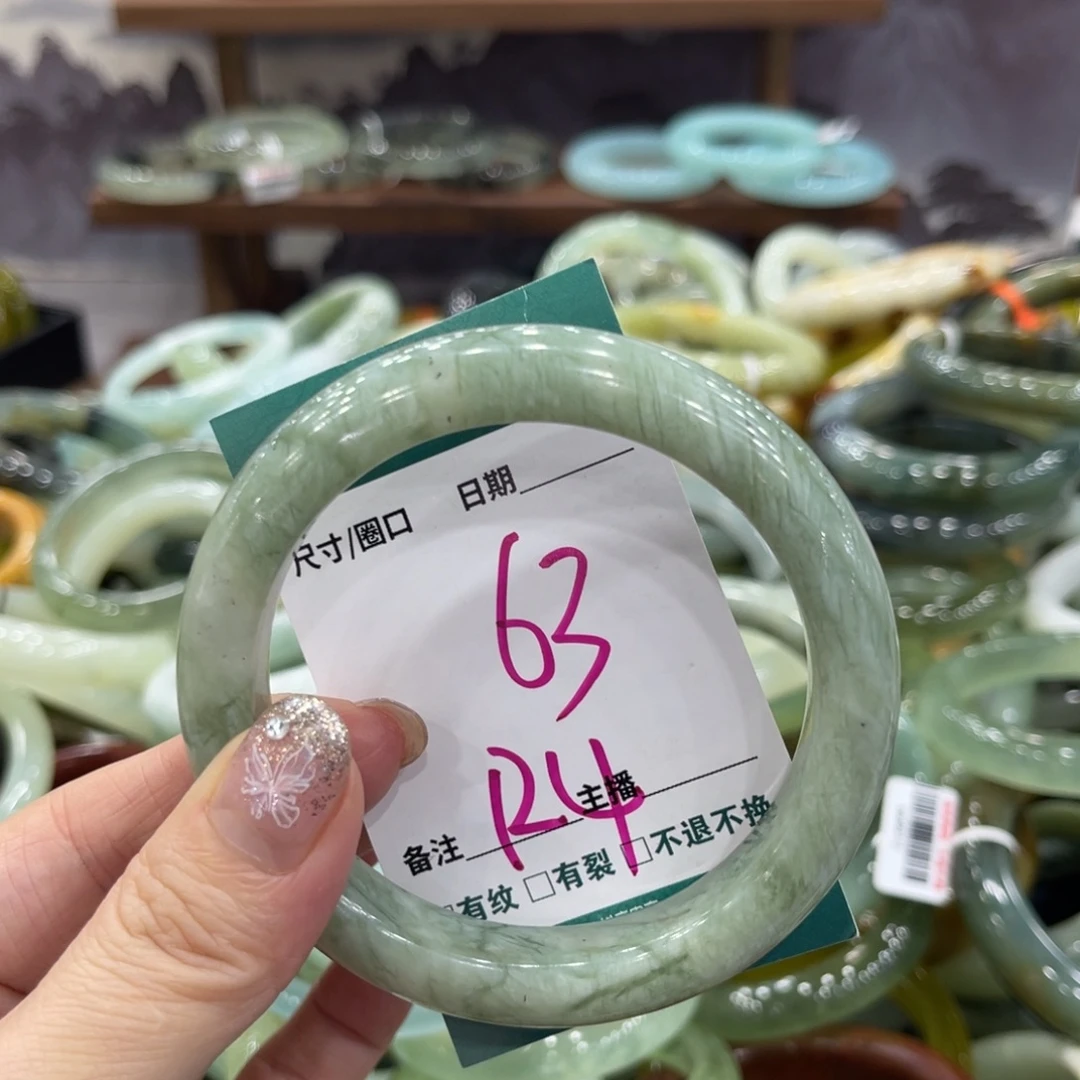 日期
尺寸/圈口
63
R4
主播
备注
有纹 □有裂 □不退不换